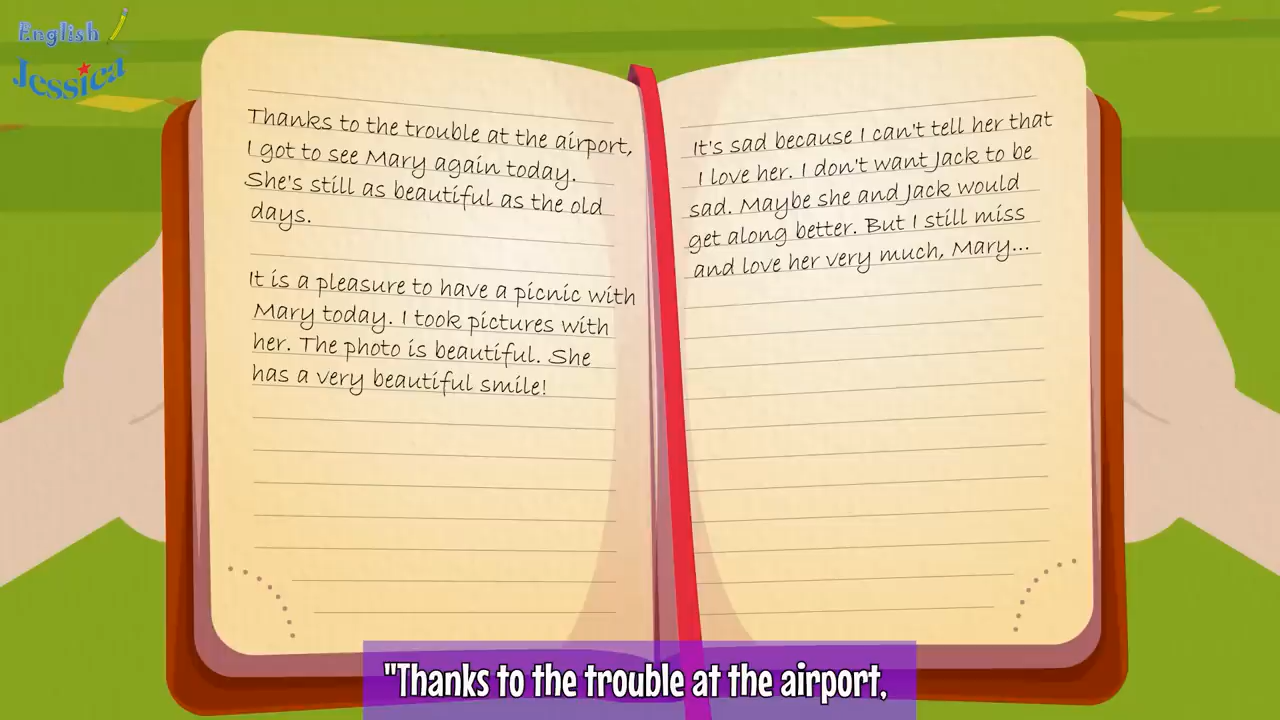 English
Jessica
Thanks to the trouble at the airport,
I got to see Mary again today.
She's still as beautiful as the old
days.
It is a pleasure to have a picnic with
Mary today. I took pictures with
her. The photo is beautiful. She
has a very beautiful smile!
It's sad because I can't tell her that
I love her. I don't want Jack to be
sad. Maybe she and Jack would
get along better. But I still miss
and love her very much, Mary...
"Thanks to the trouble at the airport,